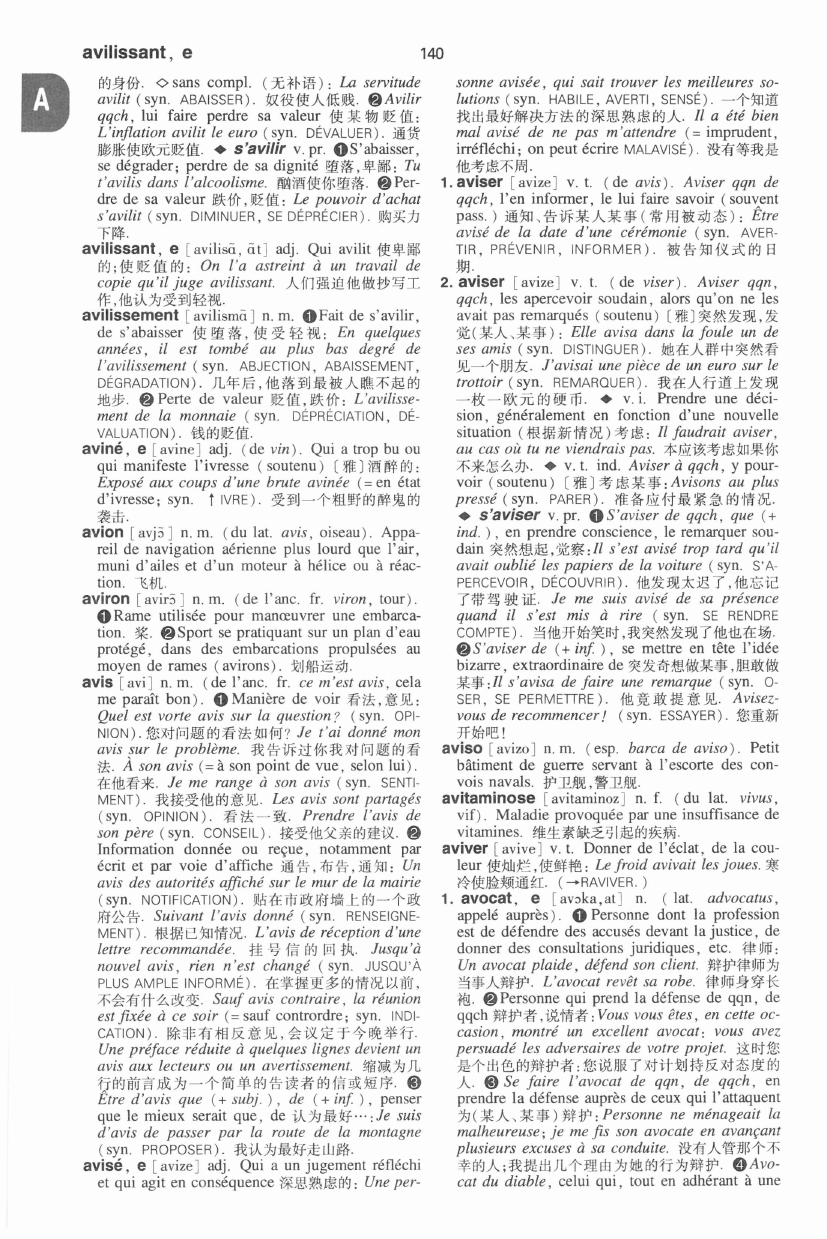 avilissant, e
140
A
的身份. ◇sans compl. (无补语): La servitude
avilit (syn. ABAISSER). 奴役使人低贱. ❷Avilir
qqch, lui faire perdre sa valeur 使某物贬值:
L'inflation avilit le euro (syn. DÉVALUER). 通货
膨胀使欧元贬值. ◆ s'avilir v. pr. ❶S'abaisser,
se dégrader; perdre de sa dignité 堕落,卑鄙: Tu
t'avilis dans l'alcoolisme. 酗酒使你堕落. ❷Per-
dre de sa valeur 跌价,贬值: Le pouvoir d'achat
s'avilit (syn. DIMINUER, SE DÉPRÉCIER). 购买力
下降.
avilissant, e [avilisɑ̃, ɑ̃t] adj. Qui avilit 使卑鄙
的;使贬值的: On l'a astreint à un travail de
copie qu'il juge avilissant. 人们强迫他做抄写工
作,他认为受到轻视.
avilissement [avilismɑ̃] n. m. ❶Fait de s'avilir,
de s'abaisser 使堕落,使受轻视: En quelques
années, il est tombé au plus bas degré de
l'avilissement (syn. ABJECTION, ABAISSEMENT,
DÉGRADATION). 几年后,他落到最被人瞧不起的
地步. ❷ Perte de valeur 贬值,跌价: L'avilisse-
ment de la monnaie (syn. DÉPRÉCIATION, DÉ-
VALUATION). 钱的贬值.
aviné, e [avine] adj. (de vin). Qui a trop bu ou
qui manifeste l'ivresse (soutenu) [雅]酒醉的:
Exposé aux coups d'une brute avinée (=en état
d'ivresse; syn. ↑ IVRE). 受到一个粗野的醉鬼的
袭击.
avion [avjɔ̃] n. m. (du lat. avis, oiseau). Appa-
reil de navigation aérienne plus lourd que l'air,
muni d'ailes et d'un moteur à hélice ou à réac-
tion. 飞机.
aviron [avirɔ̃] n. m. (de l'anc. fr. viron, tour).
❶Rame utilisée pour manœuvrer une embarca-
tion. 桨. ❷Sport se pratiquant sur un plan d'eau
protégé, dans des embarcations propulsées au
moyen de rames (avirons). 划船运动.
avis [avi] n. m. (de l'anc. fr. ce m'est avis, cela
me paraît bon). ❶Manière de voir 看法,意见:
Quel est vorte avis sur la question? (syn. OPI-
NION).您对问题的看法如何? Je t'ai donné mon
avis sur le problème. 我告诉过你我对问题的看
法. À son avis (=à son point de vue, selon lui).
在他看来. Je me range à son avis (syn. SENTI-
MENT). 我接受他的意见. Les avis sont partagés
(syn. OPINION). 看法一致. Prendre l'avis de
son père (syn. CONSEIL). 接受他父亲的建议. ❷
Information donnée ou reçue, notamment par
écrit et par voie d'affiche 通告,布告,通知: Un
avis des autorités affiché sur le mur de la mairie
(syn. NOTIFICATION). 贴在市政府墙上的一个政
府公告. Suivant l'avis donné (syn. RENSEIGNE-
MENT). 根据已知情况. L'avis de réception d'une
lettre recommandée. 挂号信的回执. Jusqu'à
nouvel avis, rien n'est changé (syn. JUSQU'À
PLUS AMPLE INFORMÉ). 在掌握更多的情况以前,
不会有什么改变. Sauf avis contraire, la réunion
est fixée à ce soir (=sauf controrдre; syn. INDI-
CATION). 除非有相反意见,会议定于今晚举行.
Une préface réduite à quelques lignes devient un
avis aux lecteurs ou un avertissement. 缩减为几
行的前言成为一个简单的告读者的信或短序. ❸
Être d'avis que (+subj.), de (+inf.), penser
que le mieux serait que, de 认为最好…:Je suis
d'avis de passer par la route de la montagne
(syn. PROPOSER). 我认为最好走山路.
avisé, e [avize] adj. Qui a un jugement réfléchi
et qui agit en conséquence 深思熟虑的: Une per-
sonne avisée, qui sait trouver les meilleures so-
lutions (syn. HABILE, AVERTI, SENSÉ). 一个知道
找出最好解决方法的深思熟虑的人. Il a été bien
mal avisé de ne pas m'attendre (= imprudent,
irréfléchi; on peut écrire MALAVISÉ). 没有等我是
他考虑不周.
1. aviser [avize] v. t. (de avis). Aviser qqn de
qqch, l'en informer, le lui faire savoir (souvent
pass.) 通知、告诉某人某事(常用被动态): Être
avisé de la date d'une cérémonie (syn. AVER-
TIR, PRÉVENIR, INFORMER). 被告知仪式的日
期.
2. aviser [avize] v. t. (de viser). Aviser qqn,
qqch, les apercevoir soudain, alors qu'on ne les
avait pas remarqués (soutenu) [雅]突然发现,发
觉(某人、某事): Elle avisa dans la foule un de
ses amis (syn. DISTINGUER). 她在人群中突然看
见一个朋友. J'avisai une pièce de un euro sur le
trottoir (syn. REMARQUER). 我在人行道上发现
一枚一欧元的硬币. ◆ v. i. Prendre une déci-
sion, généralement en fonction d'une nouvelle
situation (根据新情况)考虑: Il faudrait aviser,
au cas où tu ne viendrais pas. 本应该考虑如果你
不来怎么办. ◆ v. t. ind. Aviser à qqch, y pour-
voir (soutenu) [雅]考虑某事:Avisons au plus
pressé (syn. PARER). 准备应付最紧急的情况.
◆ s'aviser v. pr. ❶S'aviser de qqch, que (+
ind.), en prendre conscience, le remarquer sou-
dain 突然想起,觉察:Il s'est avisé trop tard qu'il
avait oublié les papiers de la voiture (syn. S'A-
PERCEVOIR, DÉCOUVRIR). 他发现太迟了,他忘记
了带驾驶证. Je me suis avisé de sa présence
quand il s'est mis à rire (syn. SE RENDRE
COMPTE). 当他开始笑时,我突然发现了他也在场.
❷S'aviser de (+inf.), se mettre en tête l'idée
bizarre, extraordinaire de 突发奇想做某事,胆敢做
某事:Il s'avisa de faire une remarque (syn. O-
SER, SE PERMETTRE). 他竟敢提意见. Avisez-
vous de recommencer! (syn. ESSAYER). 您重新
开始吧!
aviso [avizo] n. m. (esp. barca de aviso). Petit
bâtiment de guerre servant à l'escorte des con-
vois navals. 护卫舰,警卫舰.
avitaminose [avitaminoz] n. f. (du lat. vivus,
vif). Maladie provoquée par une insuffisance de
vitamines. 维生素缺乏引起的疾病.
aviver [avive] v. t. Donner de l'éclat, de la cou-
leur 使灿烂,使鲜艳: Le froid avivait les joues. 寒
冷使脸颊通红. (→RAVIVER.)
1. avocat, e [avɔka,at] n. (lat. advocatus,
appelé auprès). ❶ Personne dont la profession
est de défendre des accusés devant la justice, de
donner des consultations juridiques, etc. 律师:
Un avocat plaide, défend son client. 辩护律师为
当事人辩护. L'avocat revêt sa robe. 律师身穿长
袍. ❷Personne qui prend la défense de qqn, de
qqch 辩护者,说情者:Vous vous êtes, en cette oc-
casion, montré un excellent avocat: vous avez
persuadé les adversaires de votre projet. 这时您
是个出色的辩护者:您说服了对计划持反对态度的
人. ❸ Se faire l'avocat de qqn, de qqch, en
prendre la défense auprès de ceux qui l'attaquent
为(某人、某事)辩护:Personne ne ménageait la
malheureuse; je me fis son avocate en avançant
plusieurs excuses à sa conduite. 没有人管那个不
幸的人;我提出几个理由为她的行为辩护. ❹Avo-
cat du diable, celui qui, tout en adhérant à une